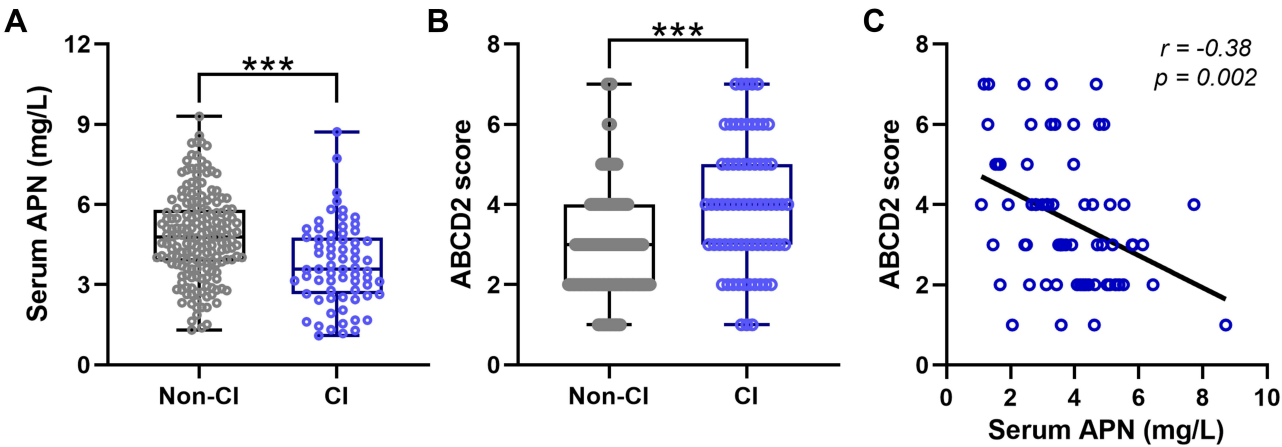 A
Serum APN (mg/L)
12
9
6
3
0
***
Non-CI
CI
B
ABCD2 score
8
6
4
2
0
***
Non-CI
CI
C
ABCD2 score
8
6
4
2
0
r = -0.38
p = 0.002
0
2
4
6
8
10
Serum APN (mg/L)